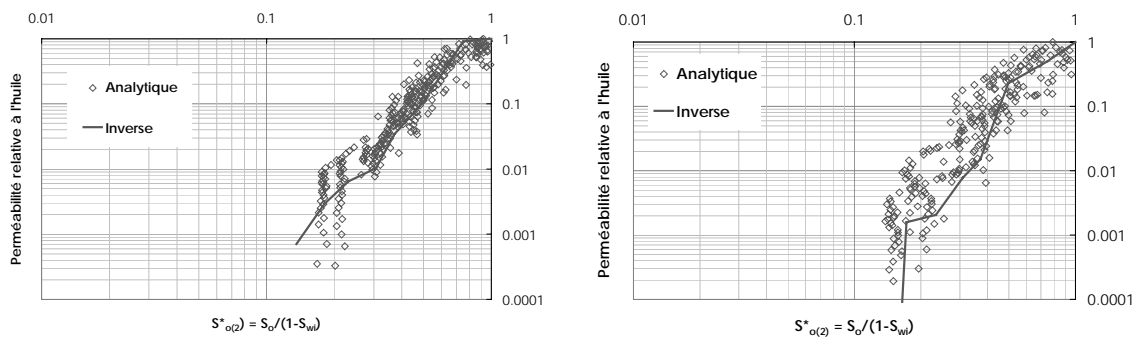 0.01 0.1 1
1
0.1
0.01
0.001
0.0001
Perméabilité relative à l'huile
Analytique
Inverse
S*o(2) = So/(1-Swi)
0.01 0.1 1
1
0.1
0.01
0.001
0.0001
Perméabilité relative à l'huile
Analytique
Inverse
S*o(2) = So/(1-Swi)